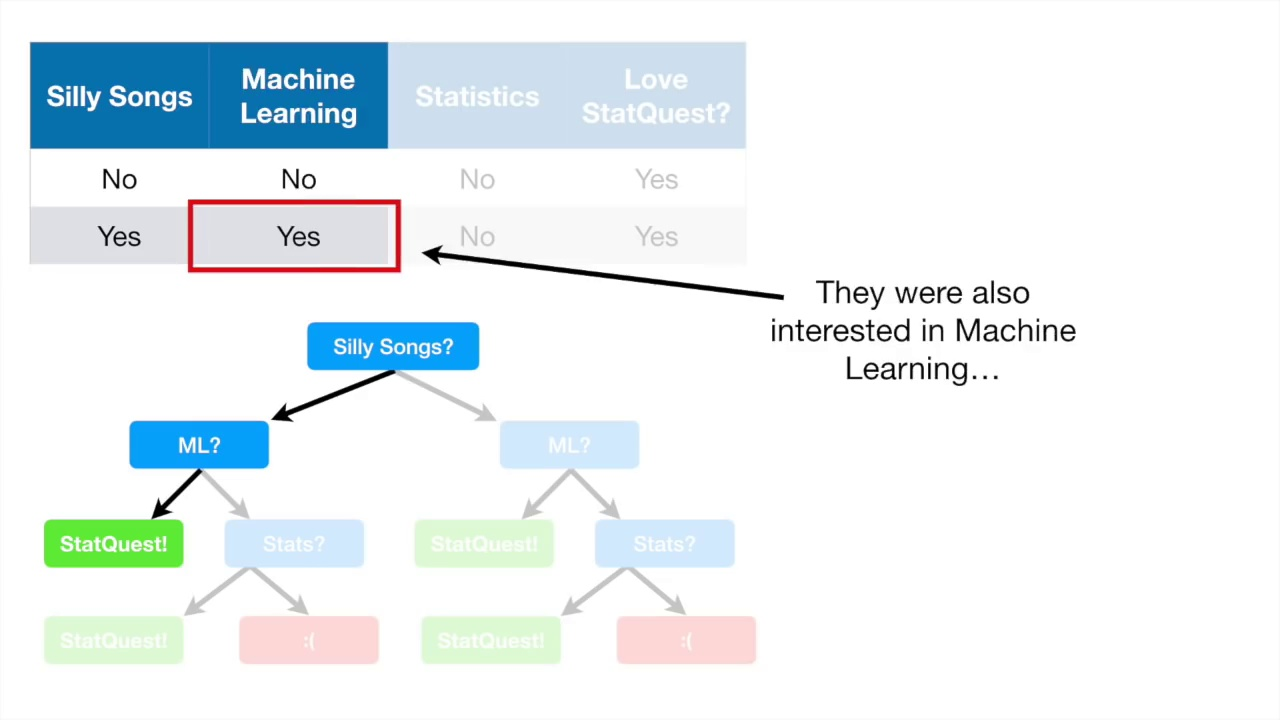 Silly Songs
Machine
Learning
Statistics
Love
StatQuest?
No
No
No
Yes
Yes
Yes
No
Yes
They were also
interested in Machine
Learning…
Silly Songs?
ML?
ML?
StatQuest!
Stats?
StatQuest!
Stats?
StatQuest!
:(
StatQuest!
:(